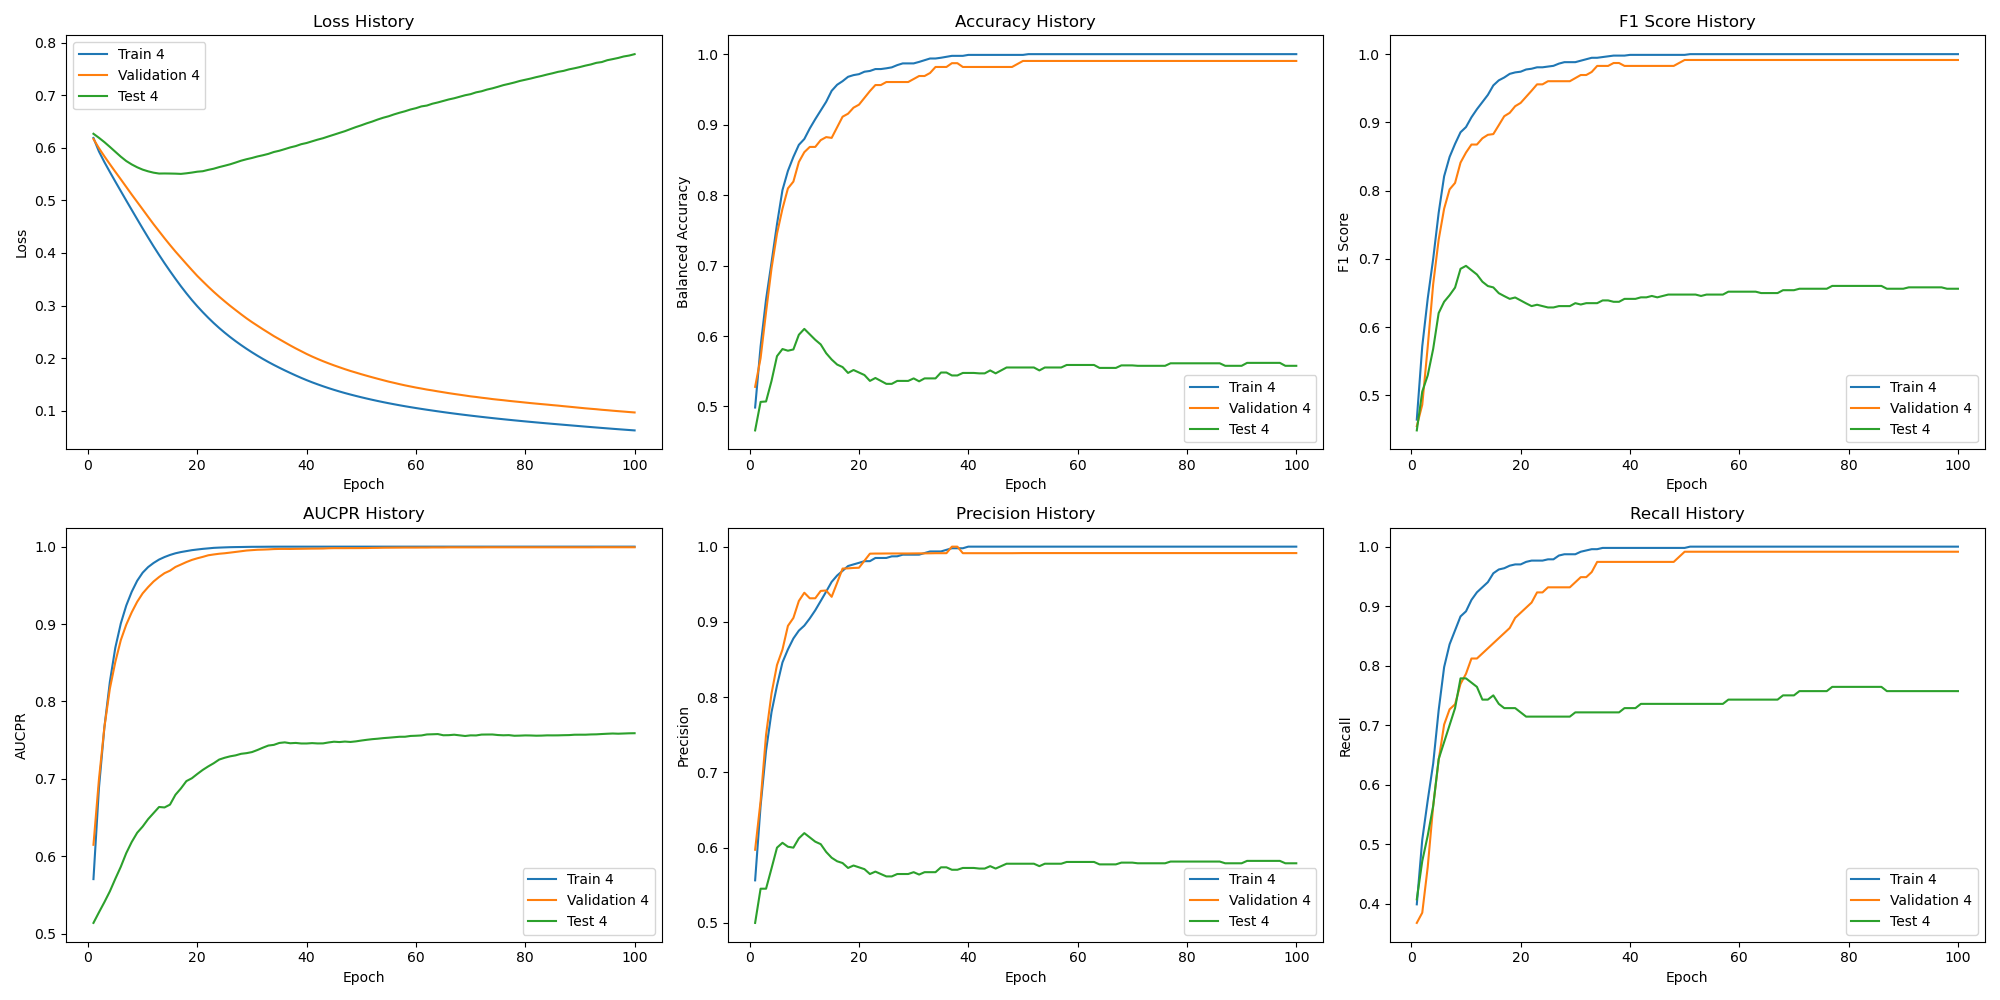 Loss History
0.8
0.7
0.6
0.5
0.4
0.3
0.2
0.1
Loss
Train 4
Validation 4
Test 4
0 20 40 60 80 100
Epoch
Accuracy History
1.0
0.9
0.8
0.7
0.6
0.5
Balanced Accuracy
Train 4
Validation 4
Test 4
0 20 40 60 80 100
Epoch
F1 Score History
1.0
0.9
0.8
0.7
0.6
0.5
F1 Score
Train 4
Validation 4
Test 4
0 20 40 60 80 100
Epoch
AUCPR History
1.0
0.9
0.8
0.7
0.6
0.5
AUCPR
Train 4
Validation 4
Test 4
0 20 40 60 80 100
Epoch
Precision History
1.0
0.9
0.8
0.7
0.6
0.5
Precision
Train 4
Validation 4
Test 4
0 20 40 60 80 100
Epoch
Recall History
1.0
0.9
0.8
0.7
0.6
0.5
0.4
Recall
Train 4
Validation 4
Test 4
0 20 40 60 80 100
Epoch